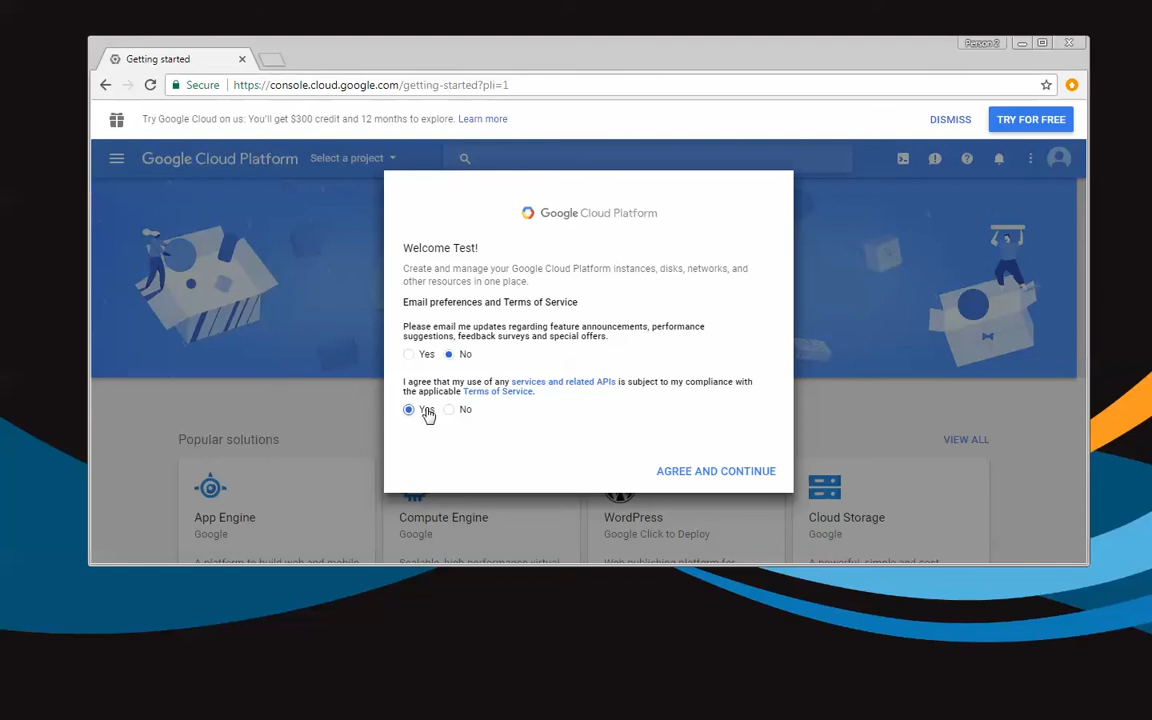 Person 2
Getting started
Secure https://console.cloud.google.com/getting-started?pli=1
Try Google Cloud on us: You'll get $300 credit and 12 months to explore. Learn more
DISMISS
TRY FOR FREE
Google Cloud Platform
Select a project
Google Cloud Platform
Welcome Test!
Create and manage your Google Cloud Platform instances, disks, networks, and
other resources in one place.
Email preferences and Terms of Service
Please email me updates regarding feature announcements, performance
suggestions, feedback surveys and special offers.
Yes No
I agree that my use of any services and related APIs is subject to my compliance with
the applicable Terms of Service.
Yes No
AGREE AND CONTINUE
Popular solutions
VIEW ALL
App Engine
Google
Compute Engine
Google
WordPress
Google Click to Deploy
Cloud Storage
Google